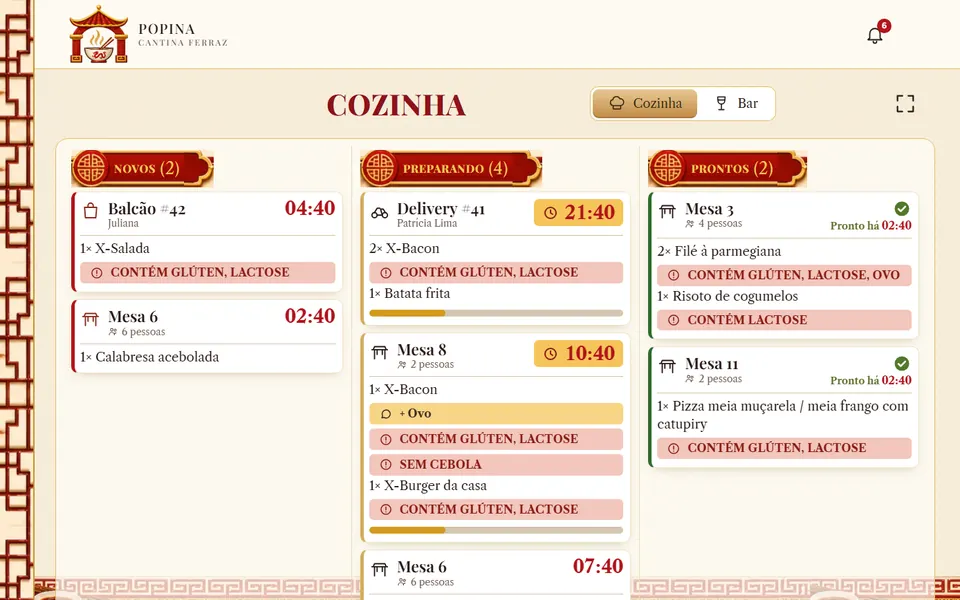 POPINA
CANTINA FERRAZ
6
COZINHA
Cozinha
Bar
NOVOS (2)
Balcão #42
Juliana
04:40
1× X-Salada
CONTÉM GLÚTEN, LACTOSE
Mesa 6
6 pessoas
02:40
1× Calabresa acebolada
PREPARANDO (4)
Delivery #41
Patrícia Lima
21:40
2× X-Bacon
CONTÉM GLÚTEN, LACTOSE
1× Batata frita
Mesa 8
2 pessoas
10:40
1× X-Bacon
+ Ovo
CONTÉM GLÚTEN, LACTOSE
SEM CEBOLA
1× X-Burger da casa
CONTÉM GLÚTEN, LACTOSE
Mesa 6
6 pessoas
07:40
PRONTOS (2)
Mesa 3
4 pessoas
Pronto há 02:40
2× Filé à parmegiana
CONTÉM GLÚTEN, LACTOSE, OVO
1× Risoto de cogumelos
CONTÉM LACTOSE
Mesa 11
2 pessoas
Pronto há 02:40
1× Pizza meia muçarela / meia frango com
catupiry
CONTÉM GLÚTEN, LACTOSE